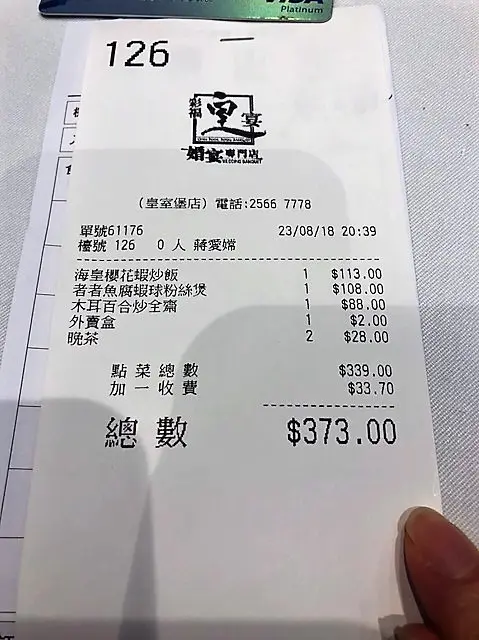 VISA
Platinum
126
彩福
皇
宴
婚宴專門店
WEDDING BANQUET
(皇室堡店) 電話:2566 7778
單號61176 23/08/18 20:39
檯號 126 0 人 蔣愛嫦
海皇櫻花蝦炒飯 1 $113.00
者者魚腐蝦球粉絲煲 1 $108.00
木耳百合炒全齋 1 $88.00
外賣盒 1 $2.00
晚茶 2 $28.00
點菜總數 $339.00
加一收費 $33.70
總數 $373.00